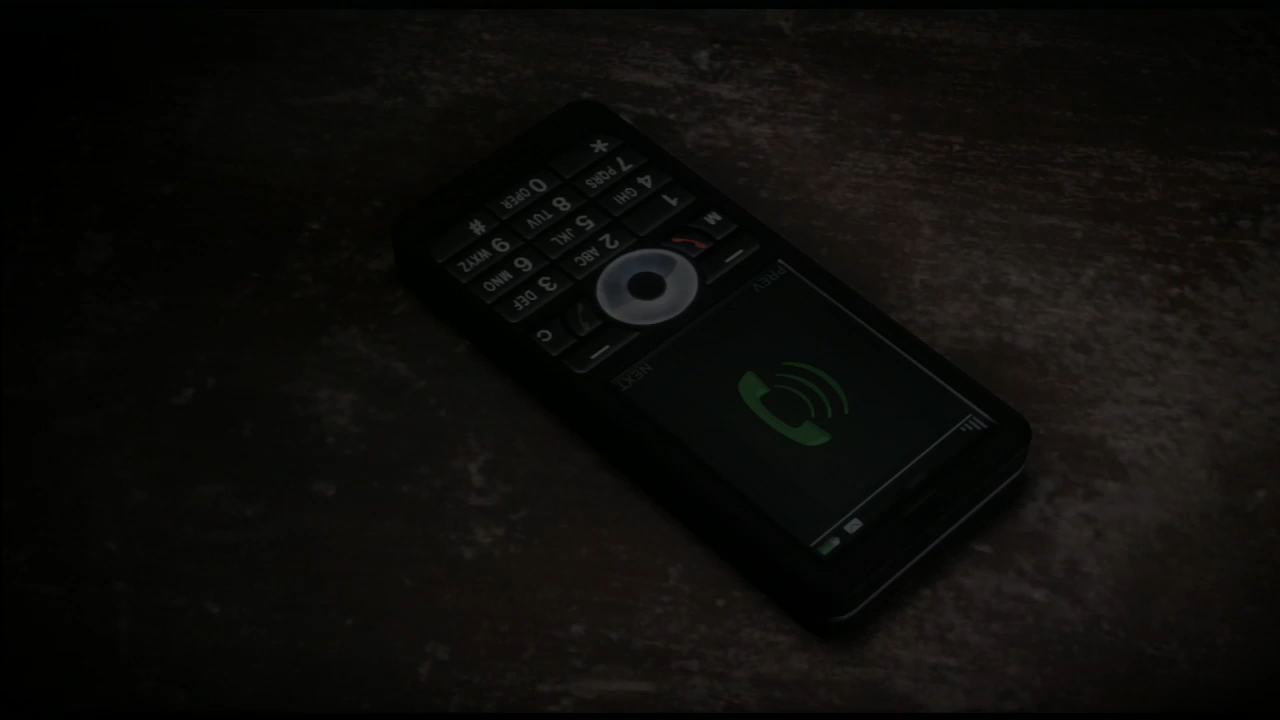 PREV NEXT
M C
1 2 ABC 3 DEF
4 GHI 5 JKL 6 MNO
7 PQRS 8 TUV 9 WXYZ
* 0 OPER #